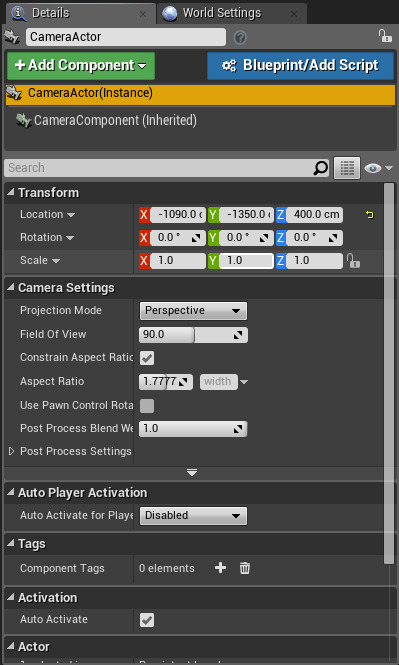 Details World Settings
CameraActor
+Add Component Blueprint/Add Script
CameraActor(Instance)
CameraComponent (Inherited)
Search
Transform
Location X -1090.0 c Y -1350.0 c Z 400.0 cm
Rotation X 0.0 ° Y 0.0 ° Z 0.0 °
Scale X 1.0 Y 1.0 Z 1.0
Camera Settings
Projection Mode Perspective
Field Of View 90.0
Constrain Aspect Ratio
Aspect Ratio 1.7777 width
Use Pawn Control Rota
Post Process Blend We 1.0
Post Process Settings
Auto Player Activation
Auto Activate for Playe Disabled
Tags
Component Tags 0 elements
Activation
Auto Activate
Actor